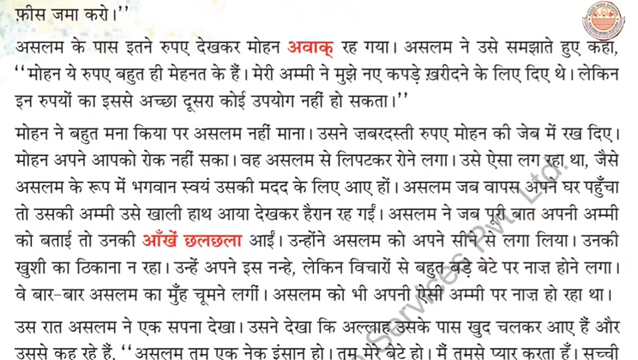 फ़ीस जमा करो।''
असलम के पास इतने रुपए देखकर मोहन अवाक् रह गया। असलम ने उसे समझाते हुए कहा,
''मोहन ये रुपए बहुत ही मेहनत के हैं। मेरी अम्मी ने मुझे नए कपड़े ख़रीदने के लिए दिए थे। लेकिन
इन रुपयों का इससे अच्छा दूसरा कोई उपयोग नहीं हो सकता।''
मोहन ने बहुत मना किया पर असलम नहीं माना। उसने ज़बरदस्ती रुपए मोहन की जेब में रख दिए।
मोहन अपने आपको रोक नहीं सका। वह असलम से लिपटकर रोने लगा। उसे ऐसा लग रहा था, जैसे
असलम के रूप में भगवान स्वयं उसकी मदद के लिए आए हों। असलम जब वापस अपने घर पहुँचा
तो उसकी अम्मी उसे खाली हाथ आया देखकर हैरान रह गईं। असलम ने जब पूरी बात अपनी अम्मी
को बताई तो उनकी आँखें छलछला आईं। उन्होंने असलम को अपने सीने से लगा लिया। उनकी
खुशी का ठिकाना न रहा। उन्हें अपने इस नन्हे, लेकिन विचारों से बहुत बड़े बेटे पर नाज़ होने लगा।
वे बार-बार असलम का मुँह चूमने लगीं। असलम को भी अपनी ऐसी अम्मी पर नाज़ हो रहा था।
उस रात असलम ने एक सपना देखा। उसने देखा कि अल्लाह उसके पास खुद चलकर आए हैं और
उससे कह रहे हैं, ''असलम तुम एक नेक इंसान हो। तुम मेरे बेटे हो। मैं तुमसे प्यार करता हूँ। सच्ची
Services Pvt. Ltd.